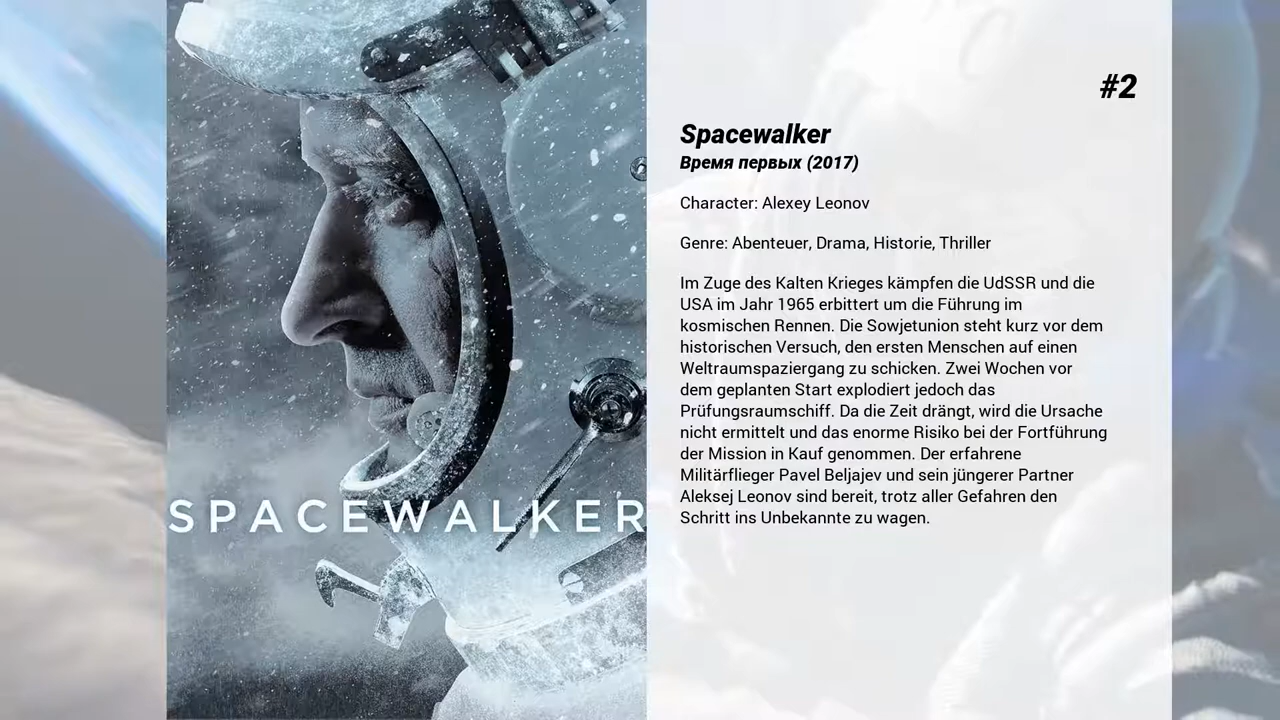 SPACEWALKER
#2
Spacewalker
Время первых (2017)
Character: Alexey Leonov
Genre: Abenteuer, Drama, Historie, Thriller
Im Zuge des Kalten Krieges kämpfen die UdSSR und die
USA im Jahr 1965 erbittert um die Führung im
kosmischen Rennen. Die Sowjetunion steht kurz vor dem
historischen Versuch, den ersten Menschen auf einen
Weltraumspaziergang zu schicken. Zwei Wochen vor
dem geplanten Start explodiert jedoch das
Prüfungsraumschiff. Da die Zeit drängt, wird die Ursache
nicht ermittelt und das enorme Risiko bei der Fortführung
der Mission in Kauf genommen. Der erfahrene
Militärflieger Pavel Beljajev und sein jüngerer Partner
Aleksej Leonov sind bereit, trotz aller Gefahren den
Schritt ins Unbekannte zu wagen.